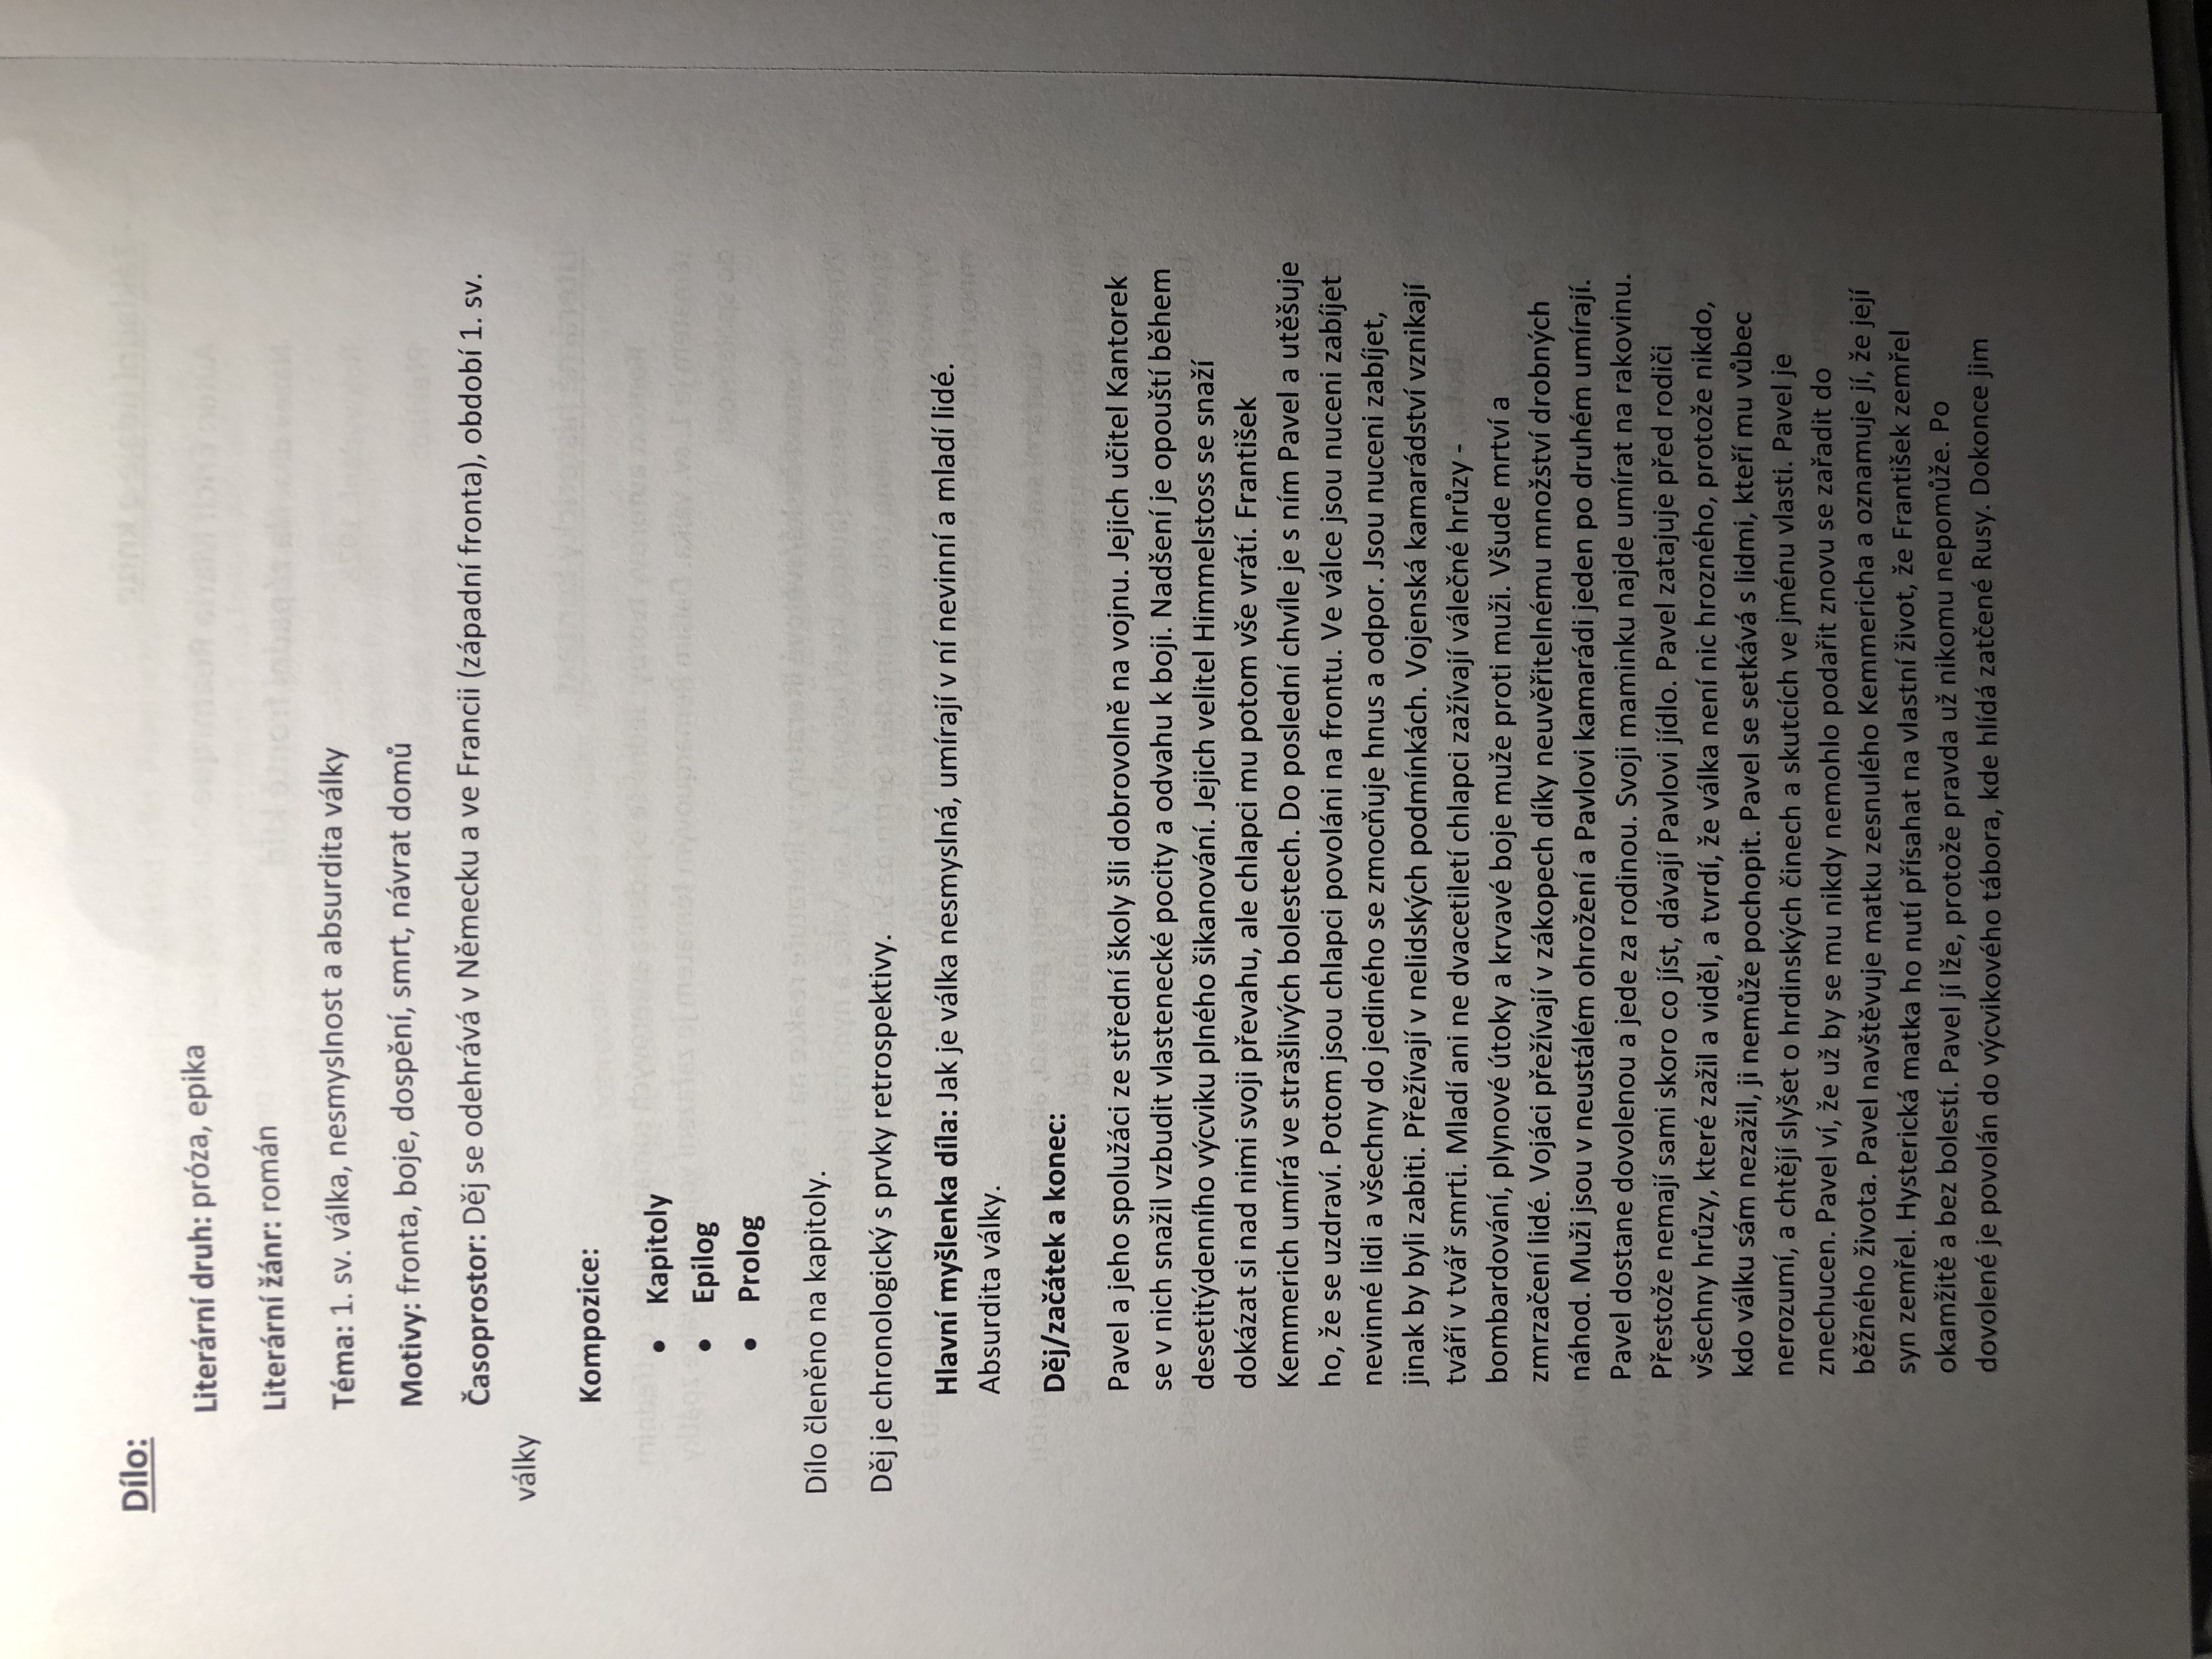 Dílo:
Literární druh: próza, epika
Literární žánr: román
Téma: 1. sv. válka, nesmyslnost a absurdita války
Motivy: fronta, boje, dospění, smrt, návrat domů
Časoprostor: Děj se odehrává v Německu a ve Francii (západní fronta), období 1. sv.
války
Kompozice:
• Kapitoly
• Epilog
• Prolog
Dílo členěno na kapitoly.
Děj je chronologický s prvky retrospektivy.
Hlavní myšlenka díla: Jak je válka nesmyslná, umírají v ní nevinní a mladí lidé.
Absurdita války.
Děj/začátek a konec:
Pavel a jeho spolužáci ze střední školy šli dobrovolně na vojnu. Jejich učitel Kantorek
se v nich snažil vzbudit vlastenecké pocity a odvahu k boji. Nadšení je opouští během
desetitýdenního výcviku plného šikanování. Jejich velitel Himmelstoss se snaží
dokázat si nad nimi svoji převahu, ale chlapci mu potom vše vrátí. František
Kemmerich umírá ve strašlivých bolestech. Do poslední chvíle je s ním Pavel a utěšuje
ho, že se uzdraví. Potom jsou chlapci povoláni na frontu. Ve válce jsou nuceni zabíjet
nevinné lidi a všechny do jediného se zmocňuje hnus a odpor. Jsou nuceni zabíjet,
jinak by byli zabiti. Přežívají v nelidských podmínkách. Vojenská kamarádství vznikají
tváří v tvář smrti. Mladí ani ne dvacetiletí chlapci zažívají válečné hrůzy -
bombardování, plynové útoky a krvavé boje muže proti muži. Všude mrtví a
zmrzačení lidé. Vojáci přežívají v zákopech díky neuvěřitelnému množství drobných
náhod. Muži jsou v neustálém ohrožení a Pavlovi kamarádi jeden po druhém umírají.
Pavel dostane dovolenou a jede za rodinou. Svoji maminku najde umírat na rakovinu.
Přestože nemají sami skoro co jíst, dávají Pavlovi jídlo. Pavel zatajuje před rodiči
všechny hrůzy, které zažil a viděl, a tvrdí, že válka není nic hrozného, protože nikdo,
kdo válku sám nezažil, ji nemůže pochopit. Pavel se setkává s lidmi, kteří mu vůbec
nerozumí, a chtějí slyšet o hrdinských činech a skutcích ve jménu vlasti. Pavel je
znechucen. Pavel ví, že už by se mu nikdy nemohlo podařit znovu se zařadit do
běžného života. Pavel navštěvuje matku zesnulého Kemmericha a oznamuje jí, že její
syn zemřel. Hysterická matka ho nutí přísahat na vlastní život, že František zemřel
okamžitě a bez bolestí. Pavel jí lže, protože pravda už nikomu nepomůže. Po
dovolené je povolán do výcvikového tábora, kde hlídá zatčené Rusy. Dokonce jim